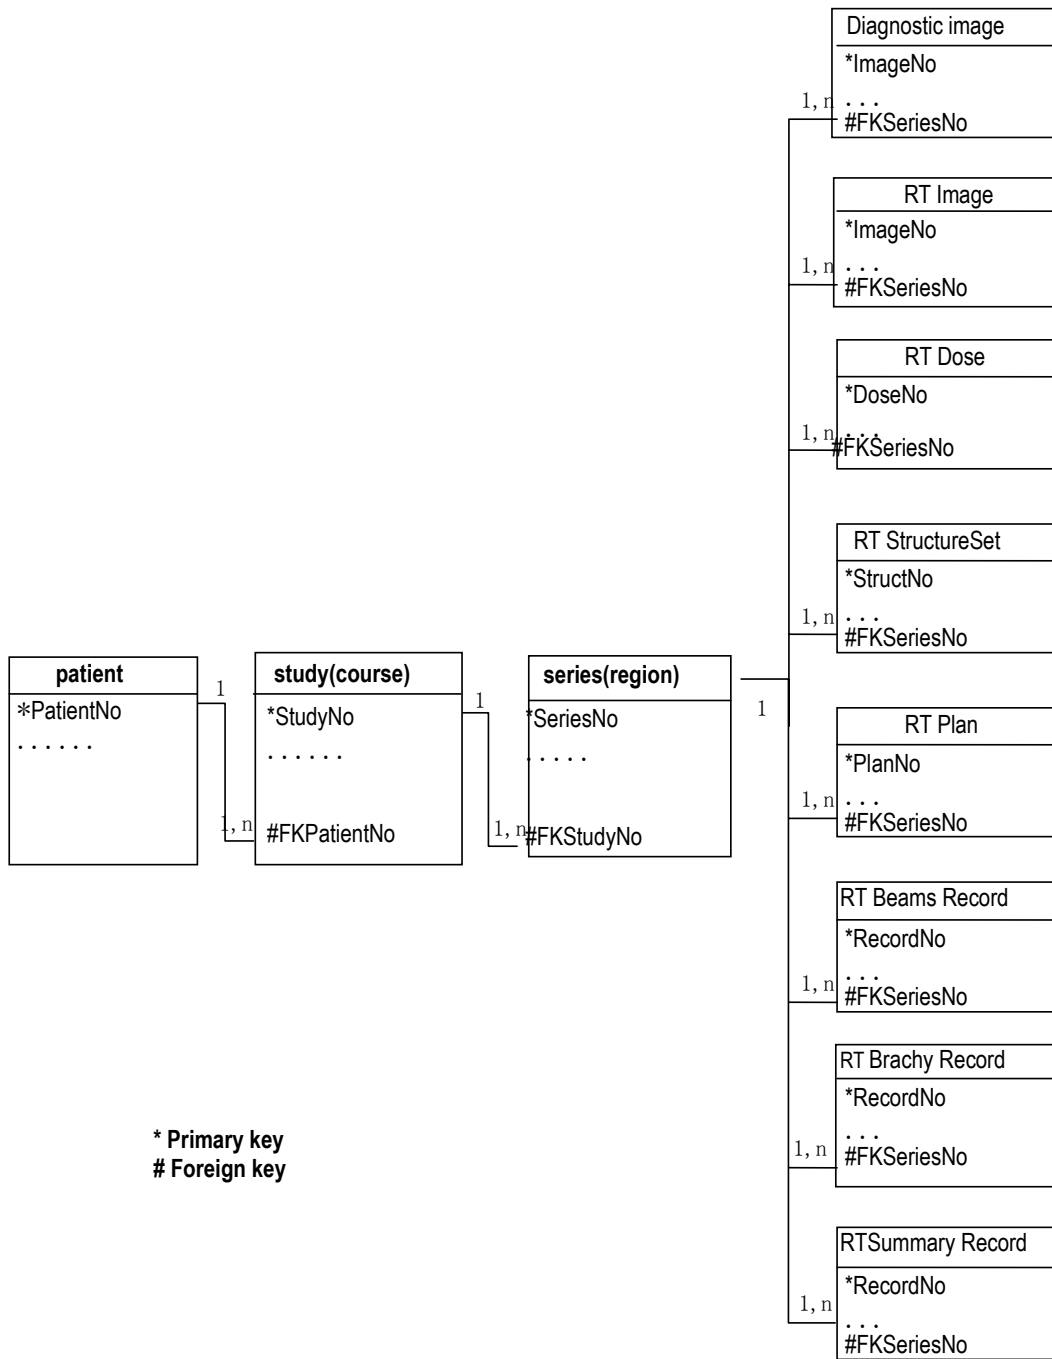 Diagnostic image
*ImageNo
...
1,n
#FKSeriesNo
RT Image
*ImageNo
...
1,n
#FKSeriesNo
RT Dose
*DoseNo
...
1,n
#FKSeriesNo
RT StructureSet
*StructNo
...
1,n
#FKSeriesNo
patient
*PatientNo
......
1
study(course)
*StudyNo
......
1,n
#FKPatientNo
1
series(region)
*SeriesNo
.....
1,n
#FKStudyNo
1
RT Plan
*PlanNo
...
1,n
#FKSeriesNo
RT Beams Record
*RecordNo
...
1,n
#FKSeriesNo
RT Brachy Record
*RecordNo
...
1,n
#FKSeriesNo
RTSummary Record
*RecordNo
...
1,n
#FKSeriesNo
* Primary key
# Foreign key